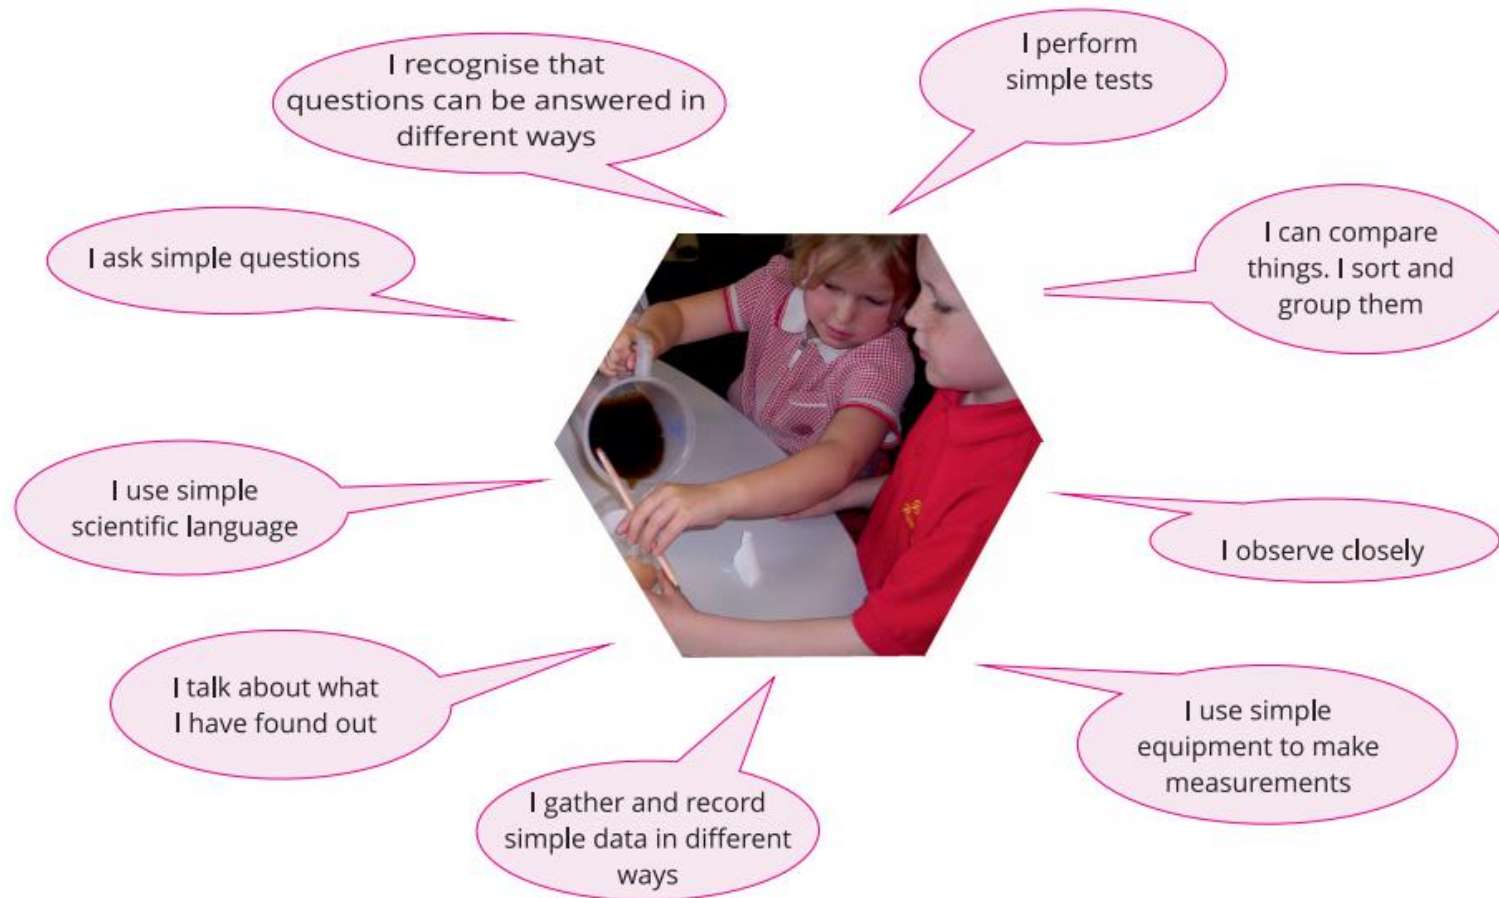 I recognise that
questions can be answered in
different ways
I perform
simple tests
I ask simple questions
I can compare
things. I sort and
group them
I use simple
scientific language
I observe closely
I talk about what
I have found out
I use simple
equipment to make
measurements
I gather and record
simple data in different
ways